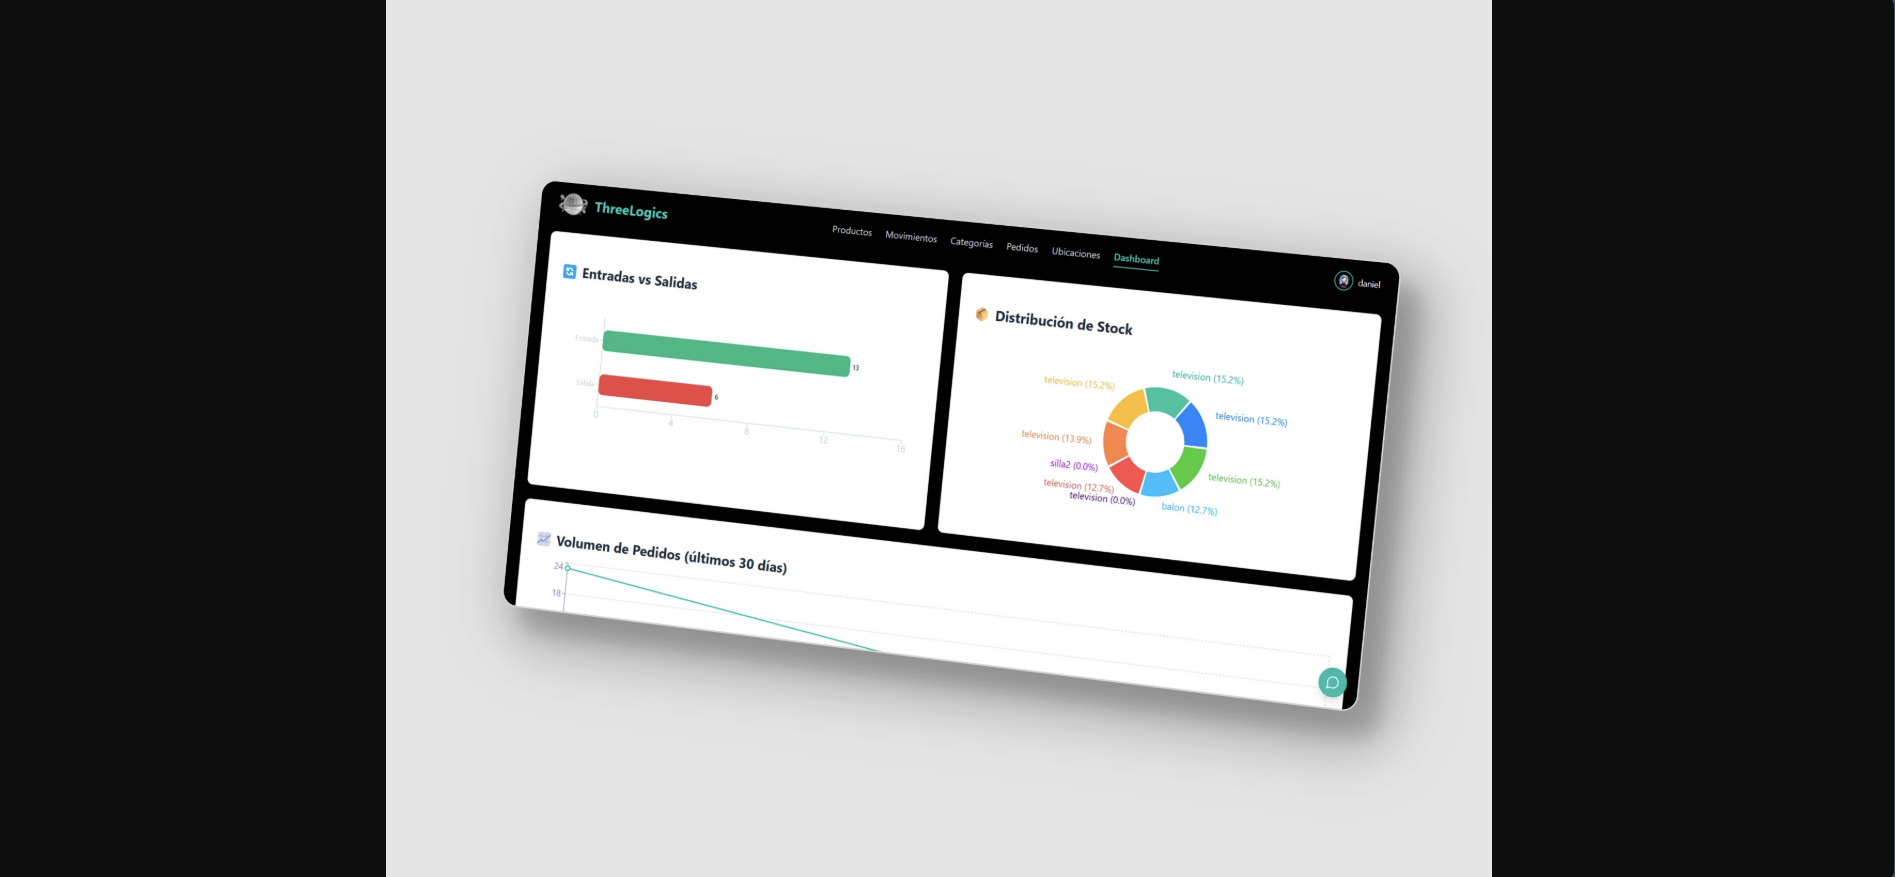 ThreeLogics
Productos Movimientos Categorías Pedidos Ubicaciones Dashboard
daniel
Entradas vs Salidas
Entrada
13
Salida
6
0 4 8 12 16
Distribución de Stock
television (15.2%)
television (15.2%)
television (15.2%)
television (13.9%)
silla2 (0.0%)
television (12.7%)
television (0.0%)
television (15.2%)
balon (12.7%)
Volumen de Pedidos (últimos 30 días)
24
18